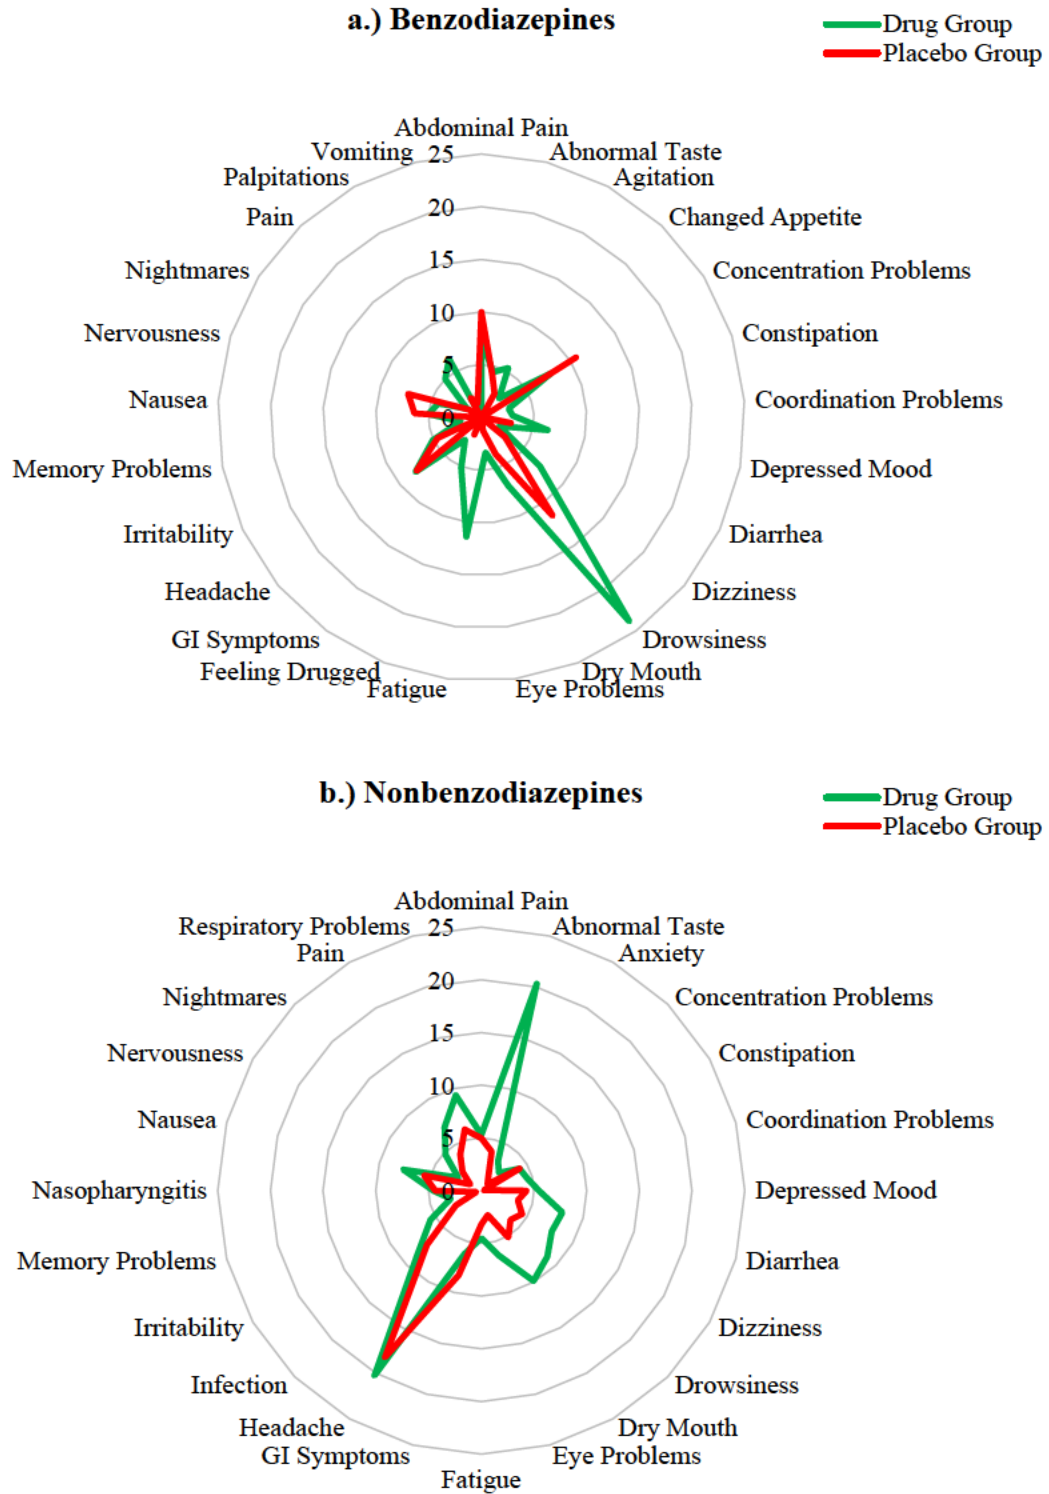 a.) Benzodiazepines
Drug Group
Placebo Group
Abdominal Pain
Vomiting
25
Abnormal Taste
Palpitations
Agitation
Pain
20
Changed Appetite
15
Nightmares
Concentration Problems
10
Nervousness
Constipation
5
Nausea
0
Coordination Problems
Memory Problems
Depressed Mood
Irritability
Diarrhea
Headache
Dizziness
GI Symptoms
Drowsiness
Feeling Drugged
Dry Mouth
Fatigue
Eye Problems
b.) Nonbenzodiazepines
Drug Group
Placebo Group
Abdominal Pain
Respiratory Problems
25
Abnormal Taste
Pain
Anxiety
20
Nightmares
Concentration Problems
15
Nervousness
Constipation
10
Nausea
Coordination Problems
5
Nasopharyngitis
0
Depressed Mood
Memory Problems
Diarrhea
Irritability
Dizziness
Infection
Drowsiness
Headache
Dry Mouth
GI Symptoms
Eye Problems
Fatigue